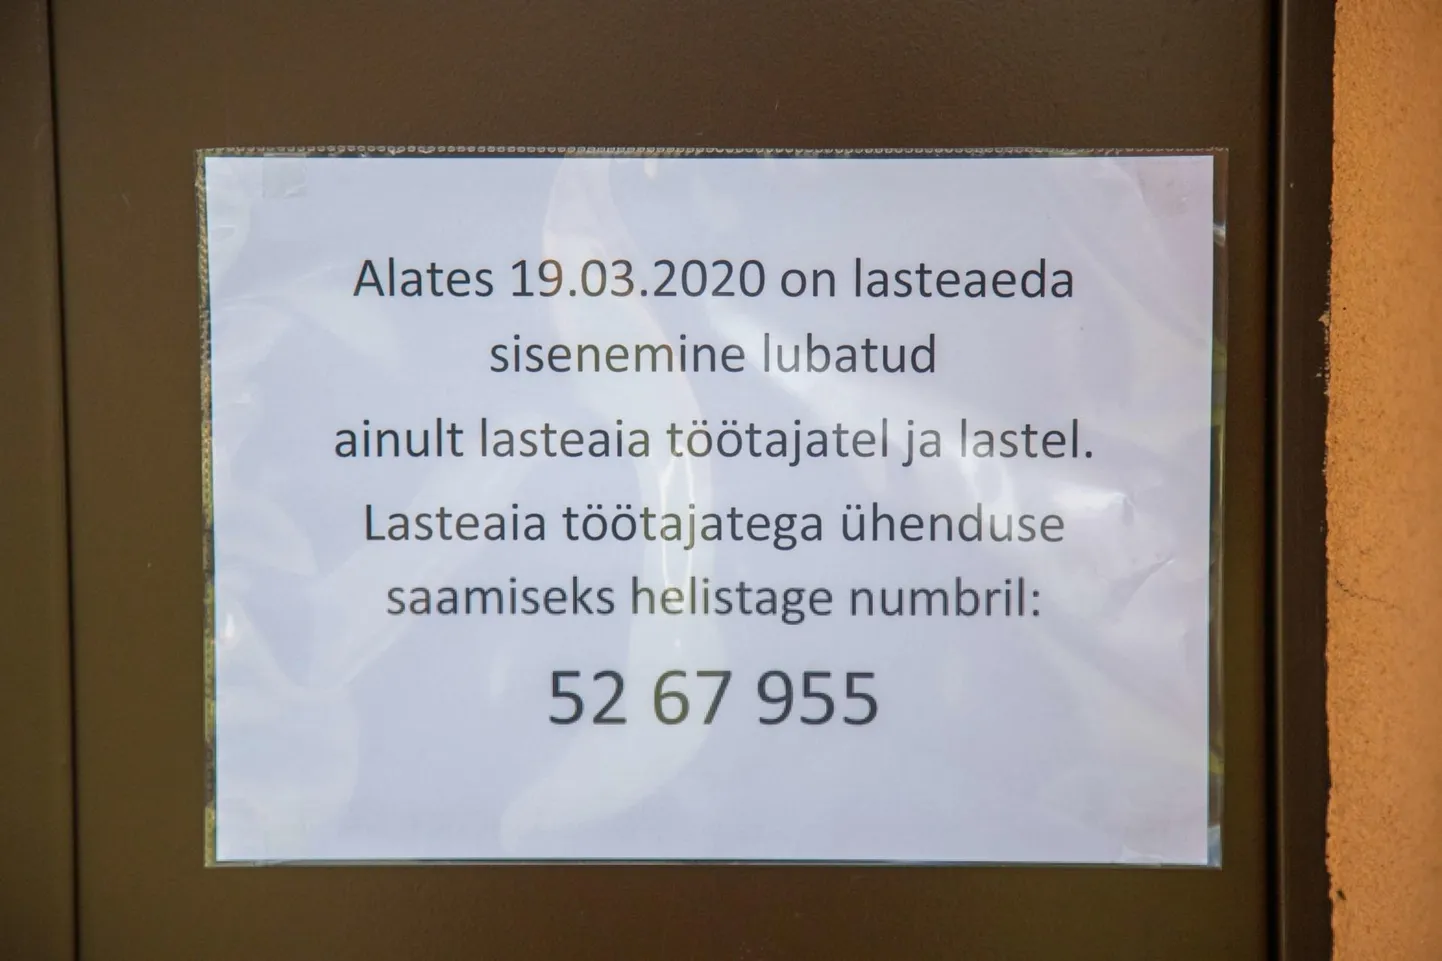 Alates 19.03.2020 on lasteaeda
sisenemine lubatud
ainult lasteaia töötajatel ja lastel.
Lasteaia töötajatega ühenduse
saamiseks helistage numbril:
52 67 955